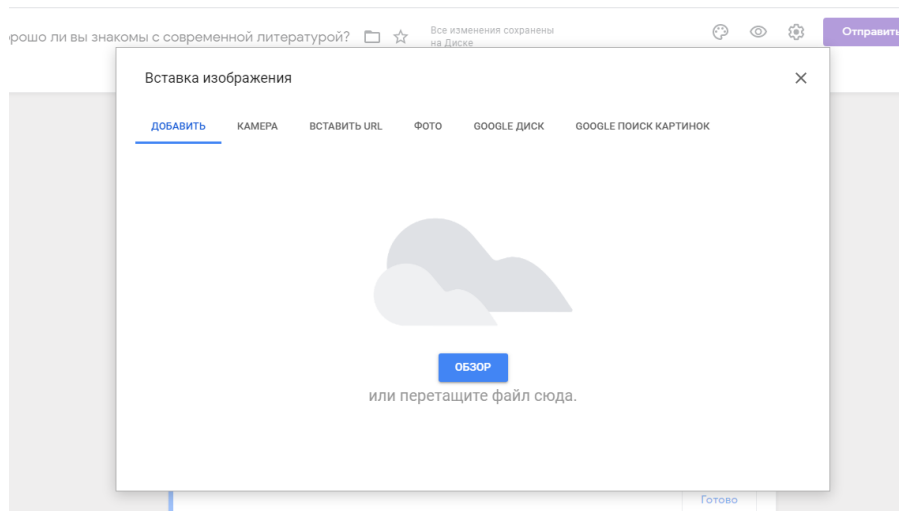 орошо ли вы знакомы с современной литературой?
Все изменения сохранены
на Диске
Отправить
Вставка изображения
ДОБАВИТЬ КАМЕРА ВСТАВИТЬ URL ФОТО GOOGLE ДИСК GOOGLE ПОИСК КАРТИНОК
ОБЗОР
или перетащите файл сюда.
Готово